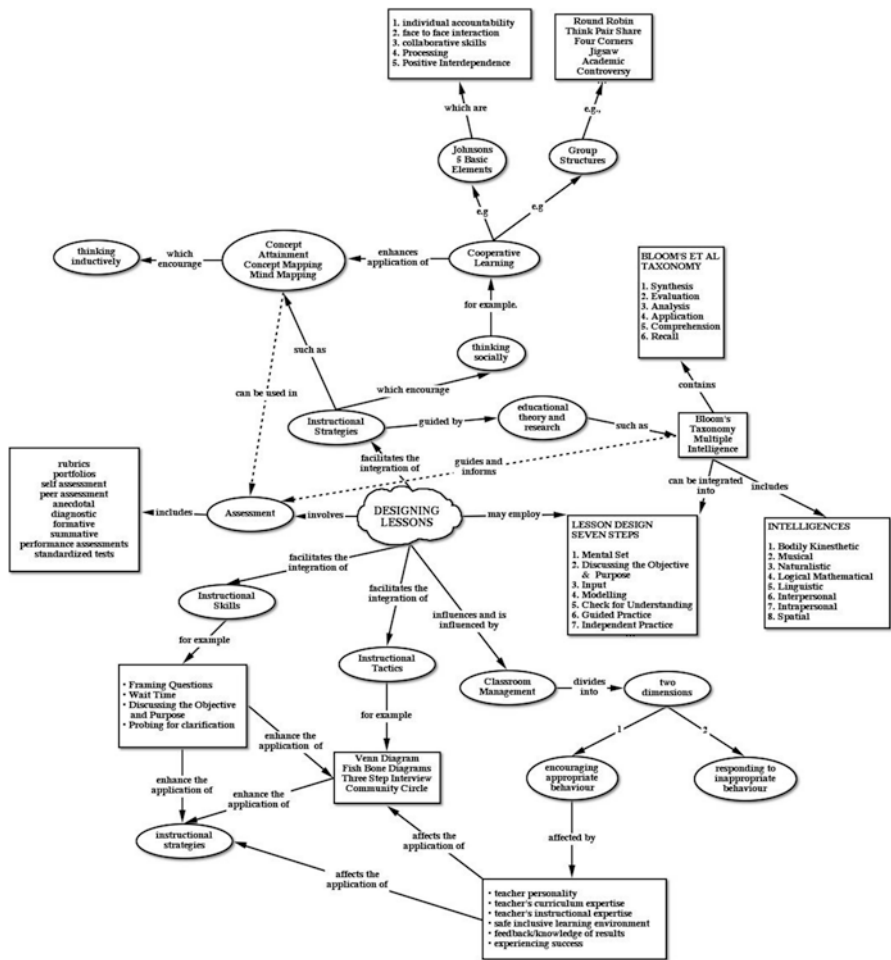 1. individual accountability
2. face to face interaction
3. collaborative skills
4. Processing
5. Positive Interdependence
Round Robin
Think Pair Share
Four Corners
Jigsaw
Academic
Controversy
which are
e.g.,
Johnsons
5 Basic
Elements
Group
Structures
e.g
e.g
thinking
inductively
which
encourage
Concept
Attainment
Concept Mapping
Mind Mapping
enhances
application of
Cooperative
Learning
BLOOM'S ET AL
TAXONOMY
1. Synthesis
2. Evaluation
3. Analysis
4. Application
5. Comprehension
6. Recall
for example.
such as
thinking
socially
can be used in
which encourage
contains
Instructional
Strategies
guided by
educational
theory and
research
such as
Bloom's
Taxonomy
Multiple
Intelligence
facilitates the
integration of
guides and
informs
can be integrated
into
includes
rubrics
portfolios
self assessment
peer assessment
anecdotal
diagnostic
formative
summative
performance assessments
standardized tests
includes
Assessment
involves
DESIGNING
LESSONS
may employ
LESSON DESIGN
SEVEN STEPS
1. Mental Set
2. Discussing the Objective
& Purpose
3. Input
4. Modelling
5. Check for Understanding
6. Guided Practice
7. Independent Practice
...
INTELLIGENCES
1. Bodily Kinesthetic
2. Musical
3. Naturalistic
4. Logical Mathematical
5. Linguistic
6. Interpersonal
7. Intrapersonal
8. Spatial
facilitates the
integration of
facilitates the
integration of
influences and is
influenced by
Instructional
Skills
for example
Instructional
Tactics
Classroom
Management
divides
into
two
dimensions
• Framing Questions
• Wait Time
• Discussing the Objective
and Purpose
• Probing for clarification
for example
1
2
enhance the
application of
Venn Diagram
Fish Bone Diagrams
Three Step Interview
Community Circle
encouraging
appropriate
behaviour
responding to
inappropriate
behaviour
enhance the
application of
enhance the
application of
instructional
strategies
affects the
application of
affected by
affects the
application of
• teacher personality
• teacher's curriculum expertise
• teacher's instructional expertise
• safe inclusive learning environment
• feedback/knowledge of results
• experiencing success